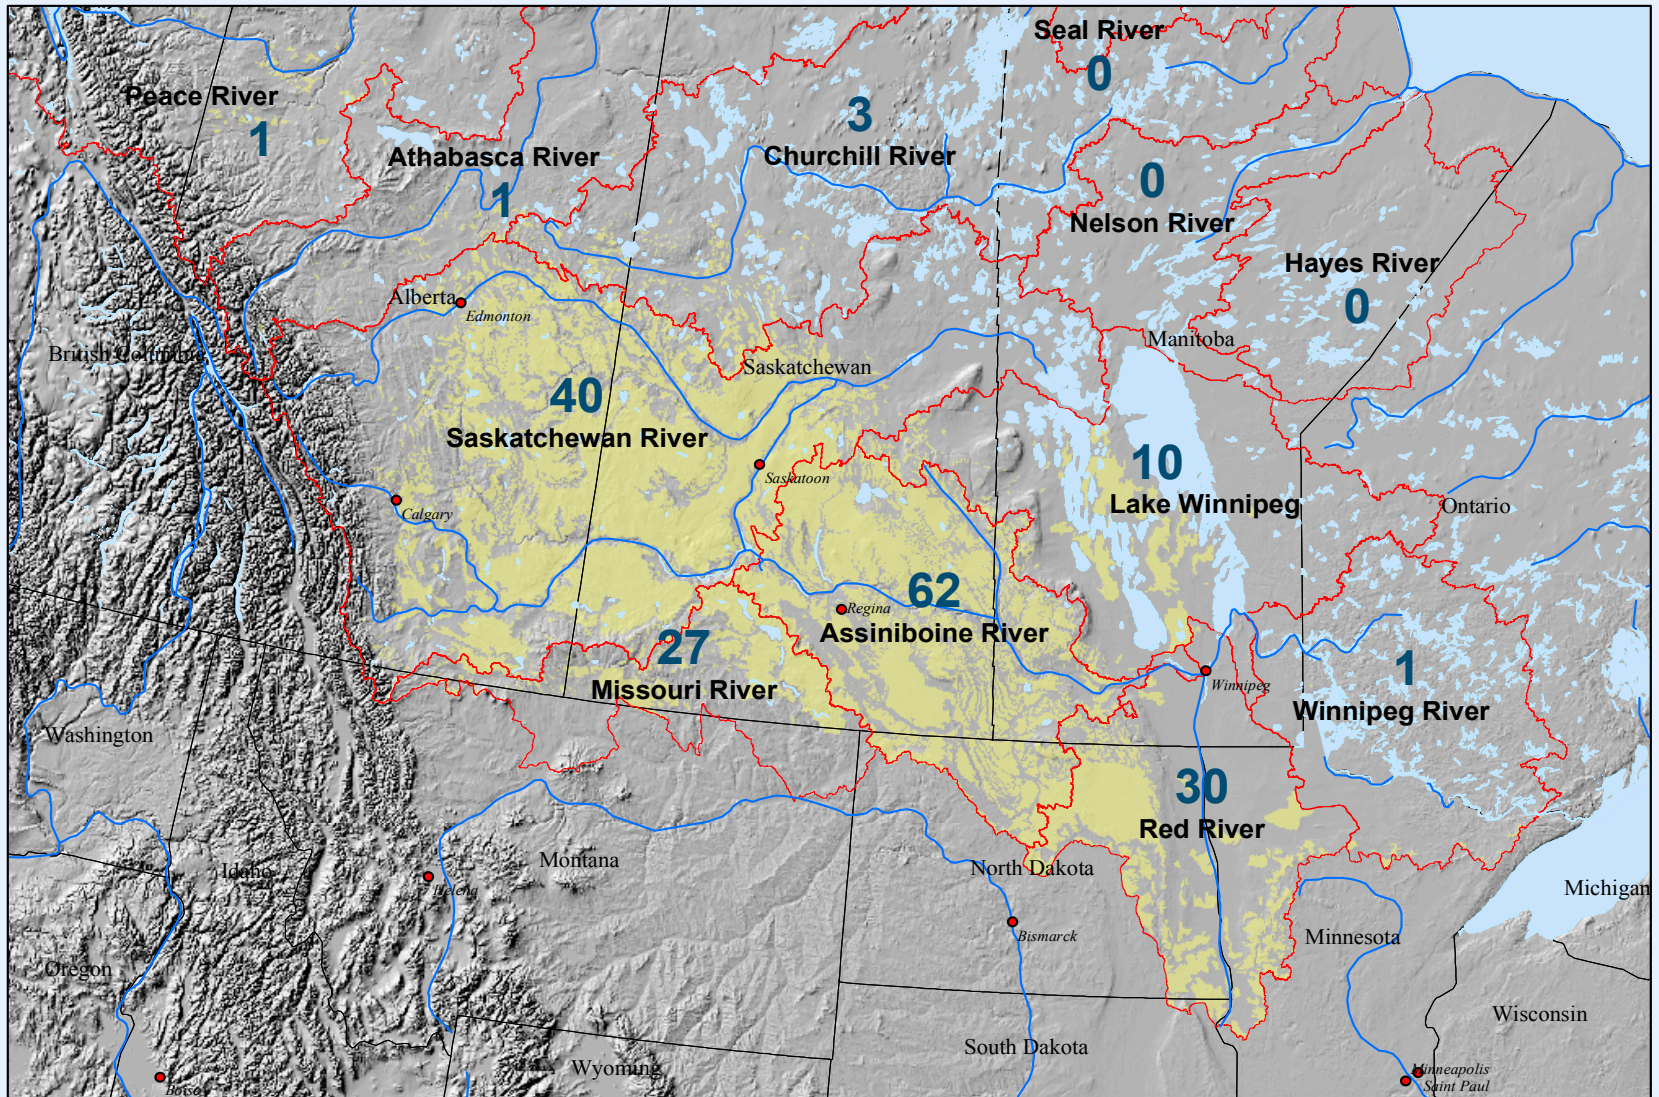 Seal River
0
Peace River
1
3
Churchill River
Athabasca River
1
0
Nelson River
Hayes River
0
Alberta
Edmonton
British Columbia
Manitoba
Saskatchewan
40
Saskatchewan River
Saskatoon
Calgary
10
Lake Winnipeg
Ontario
62
Regina
Assiniboine River
27
Missouri River
Winnipeg
1
Winnipeg River
Washington
30
Red River
Montana
Idaho
Helena
North Dakota
Michigan
Bismarck
Minnesota
Oregon
Wisconsin
South Dakota
Wyoming
Boise
Minneapolis
Saint Paul